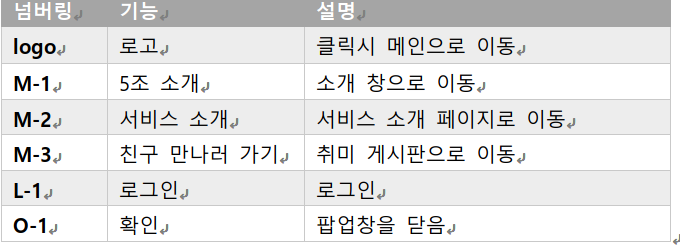 넘버링 기능 설명
logo 로고 클릭시 메인으로 이동
M-1 5조 소개 소개 창으로 이동
M-2 서비스 소개 서비스 소개 페이지로 이동
M-3 친구 만나러 가기 취미 게시판으로 이동
L-1 로그인 로그인
O-1 확인 팝업창을 닫음